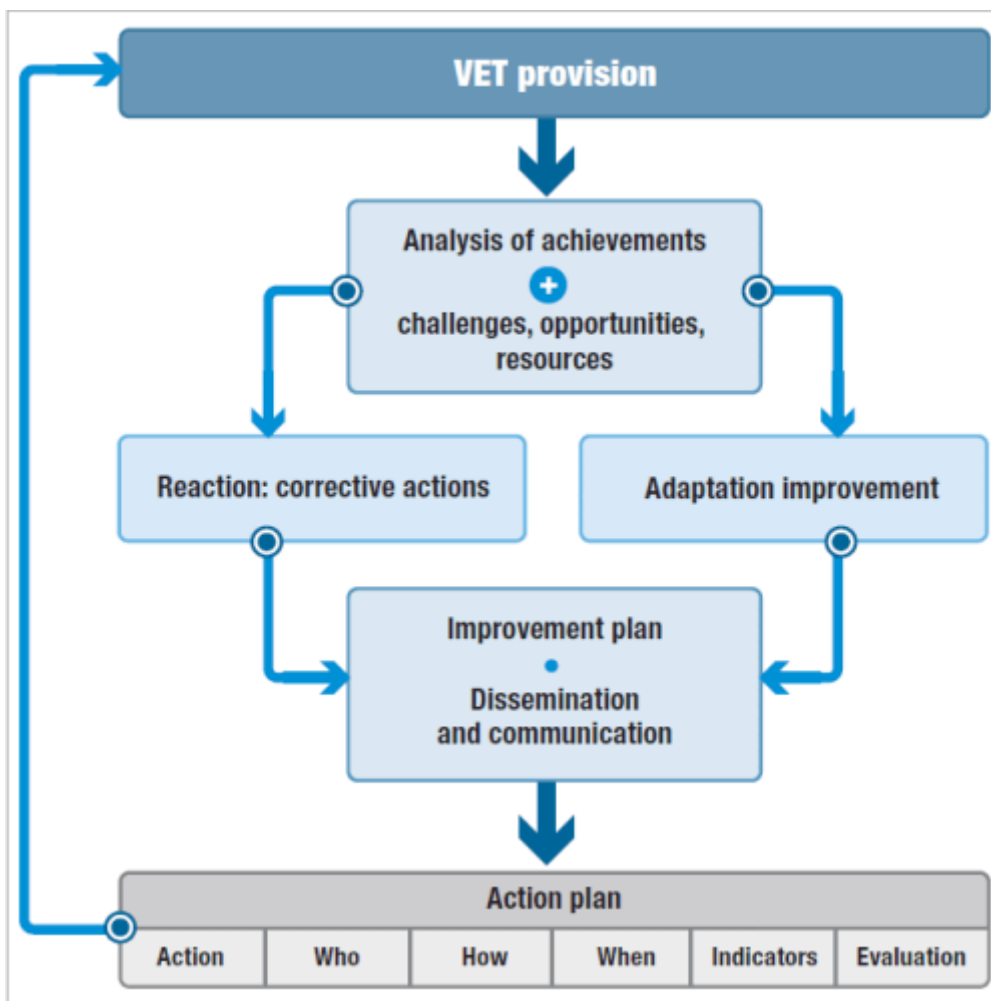 VET provision
Analysis of achievements
+
challenges, opportunities,
resources
Reaction: corrective actions
Adaptation improvement
Improvement plan
•
Dissemination
and communication
Action plan
Action
Who
How
When
Indicators
Evaluation